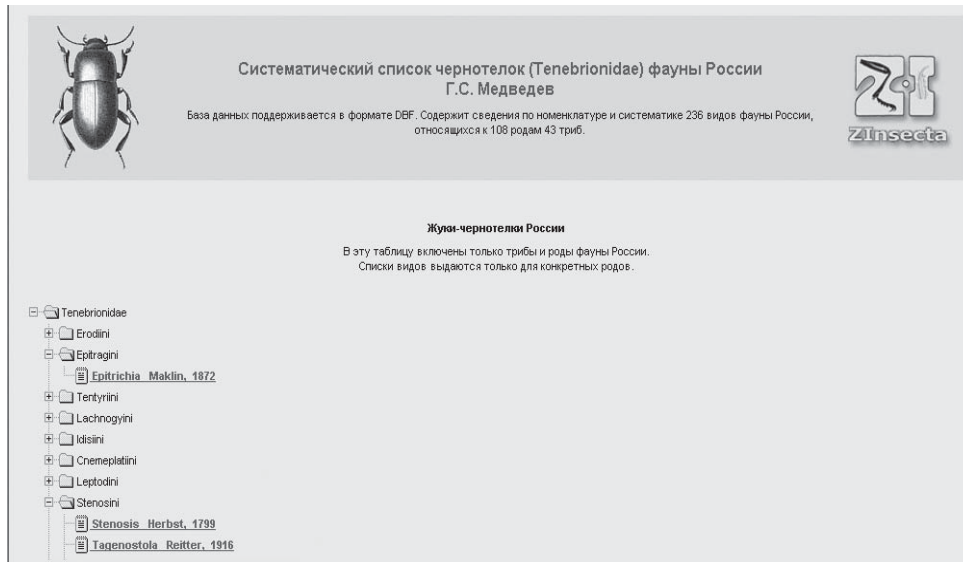 Систематический список чернотелок (Tenebrionidae) фауны России
Г.С. Медведев
База данных поддерживается в формате DBF. Содержит сведения по номенклатуре и систематике 236 видов фауны России,
относящихся к 108 родам 43 триб.
ZInsecta
Жуки-чернотелки России
В эту таблицу включены только трибы и роды фауны России.
Списки видов выдаются только для конкретных родов.
Tenebrionidae
Erodiini
Epitragini
Epitrichia Maklin, 1872
Tentyriini
Lachnogyini
Idisiini
Cnemeplatiini
Leptodini
Stenosini
Stenosis Herbst, 1799
Tagenostola Reitter, 1916